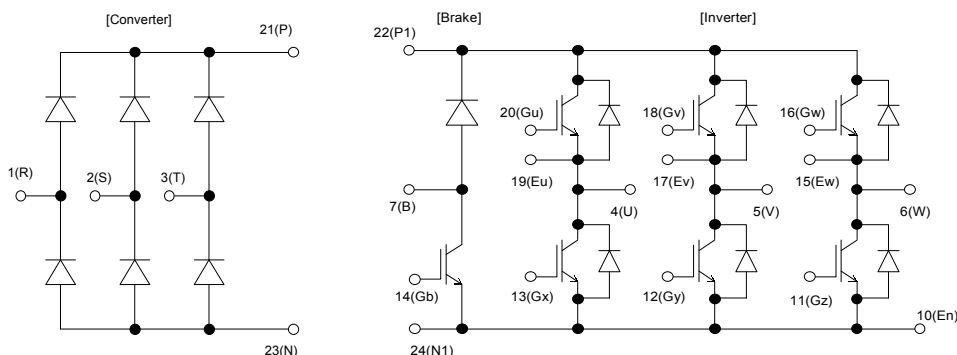 [Converter]
21(P)
1(R)
2(S)
3(T)
23(N)
[Brake]
[Inverter]
22(P1)
20(Gu)
18(Gv)
16(Gw)
19(Eu)
17(Ev)
15(Ew)
7(B)
4(U)
5(V)
6(W)
14(Gb)
13(Gx)
12(Gy)
11(Gz)
24(N1)
10(En)